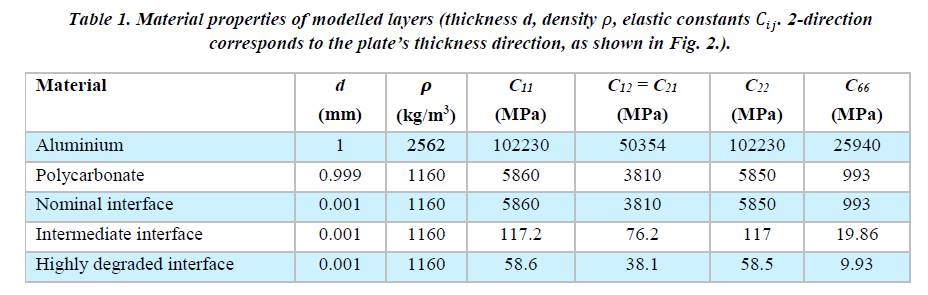 Table 1. Material properties of modelled layers (thickness d, density ρ, elastic constants Cij. 2-direction
corresponds to the plate's thickness direction, as shown in Fig. 2.).
Material d ρ C11 C12 = C21 C22 C66
(mm) (kg/m³) (MPa) (MPa) (MPa) (MPa)
Aluminium 1 2562 102230 50354 102230 25940
Polycarbonate 0.999 1160 5860 3810 5850 993
Nominal interface 0.001 1160 5860 3810 5850 993
Intermediate interface 0.001 1160 117.2 76.2 117 19.86
Highly degraded interface 0.001 1160 58.6 38.1 58.5 9.93